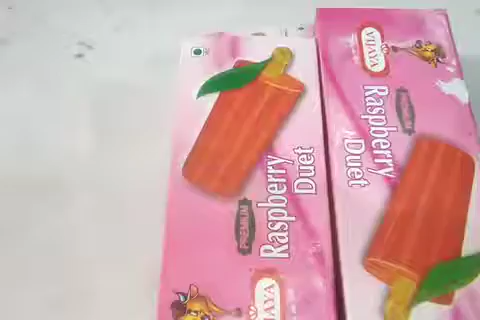 PREMIUM
Raspberry
Duet
VIJAYA
VIJAYA
PREMIUM
Raspberry
Duet